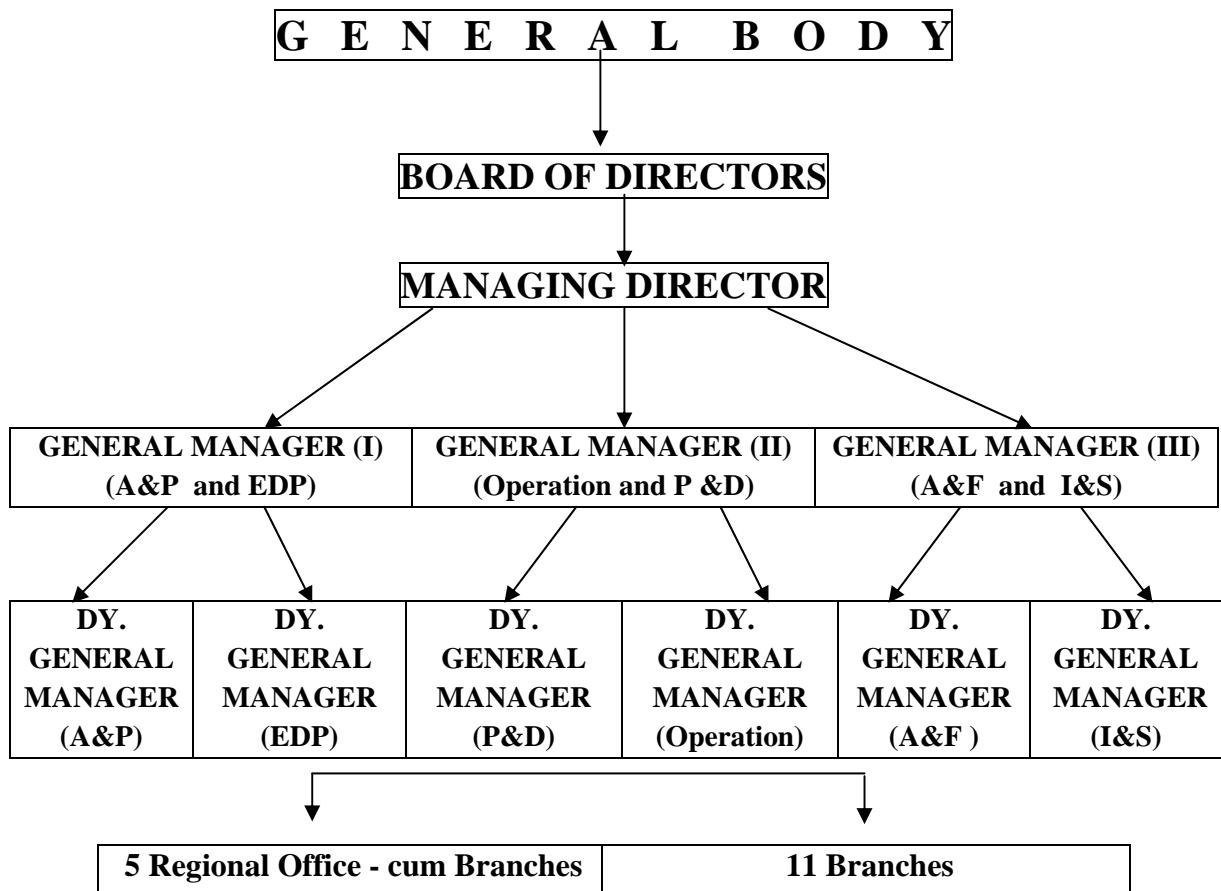 G E N E R A L B O D Y
BOARD OF DIRECTORS
MANAGING DIRECTOR
GENERAL MANAGER (I)
(A&P and EDP)
GENERAL MANAGER (II)
(Operation and P &D)
GENERAL MANAGER (III)
(A&F and I&S)
DY.
GENERAL
MANAGER
(A&P)
DY.
GENERAL
MANAGER
(EDP)
DY.
GENERAL
MANAGER
(P&D)
DY.
GENERAL
MANAGER
(Operation)
DY.
GENERAL
MANAGER
(A&F )
DY.
GENERAL
MANAGER
(I&S)
5 Regional Office - cum Branches
11 Branches